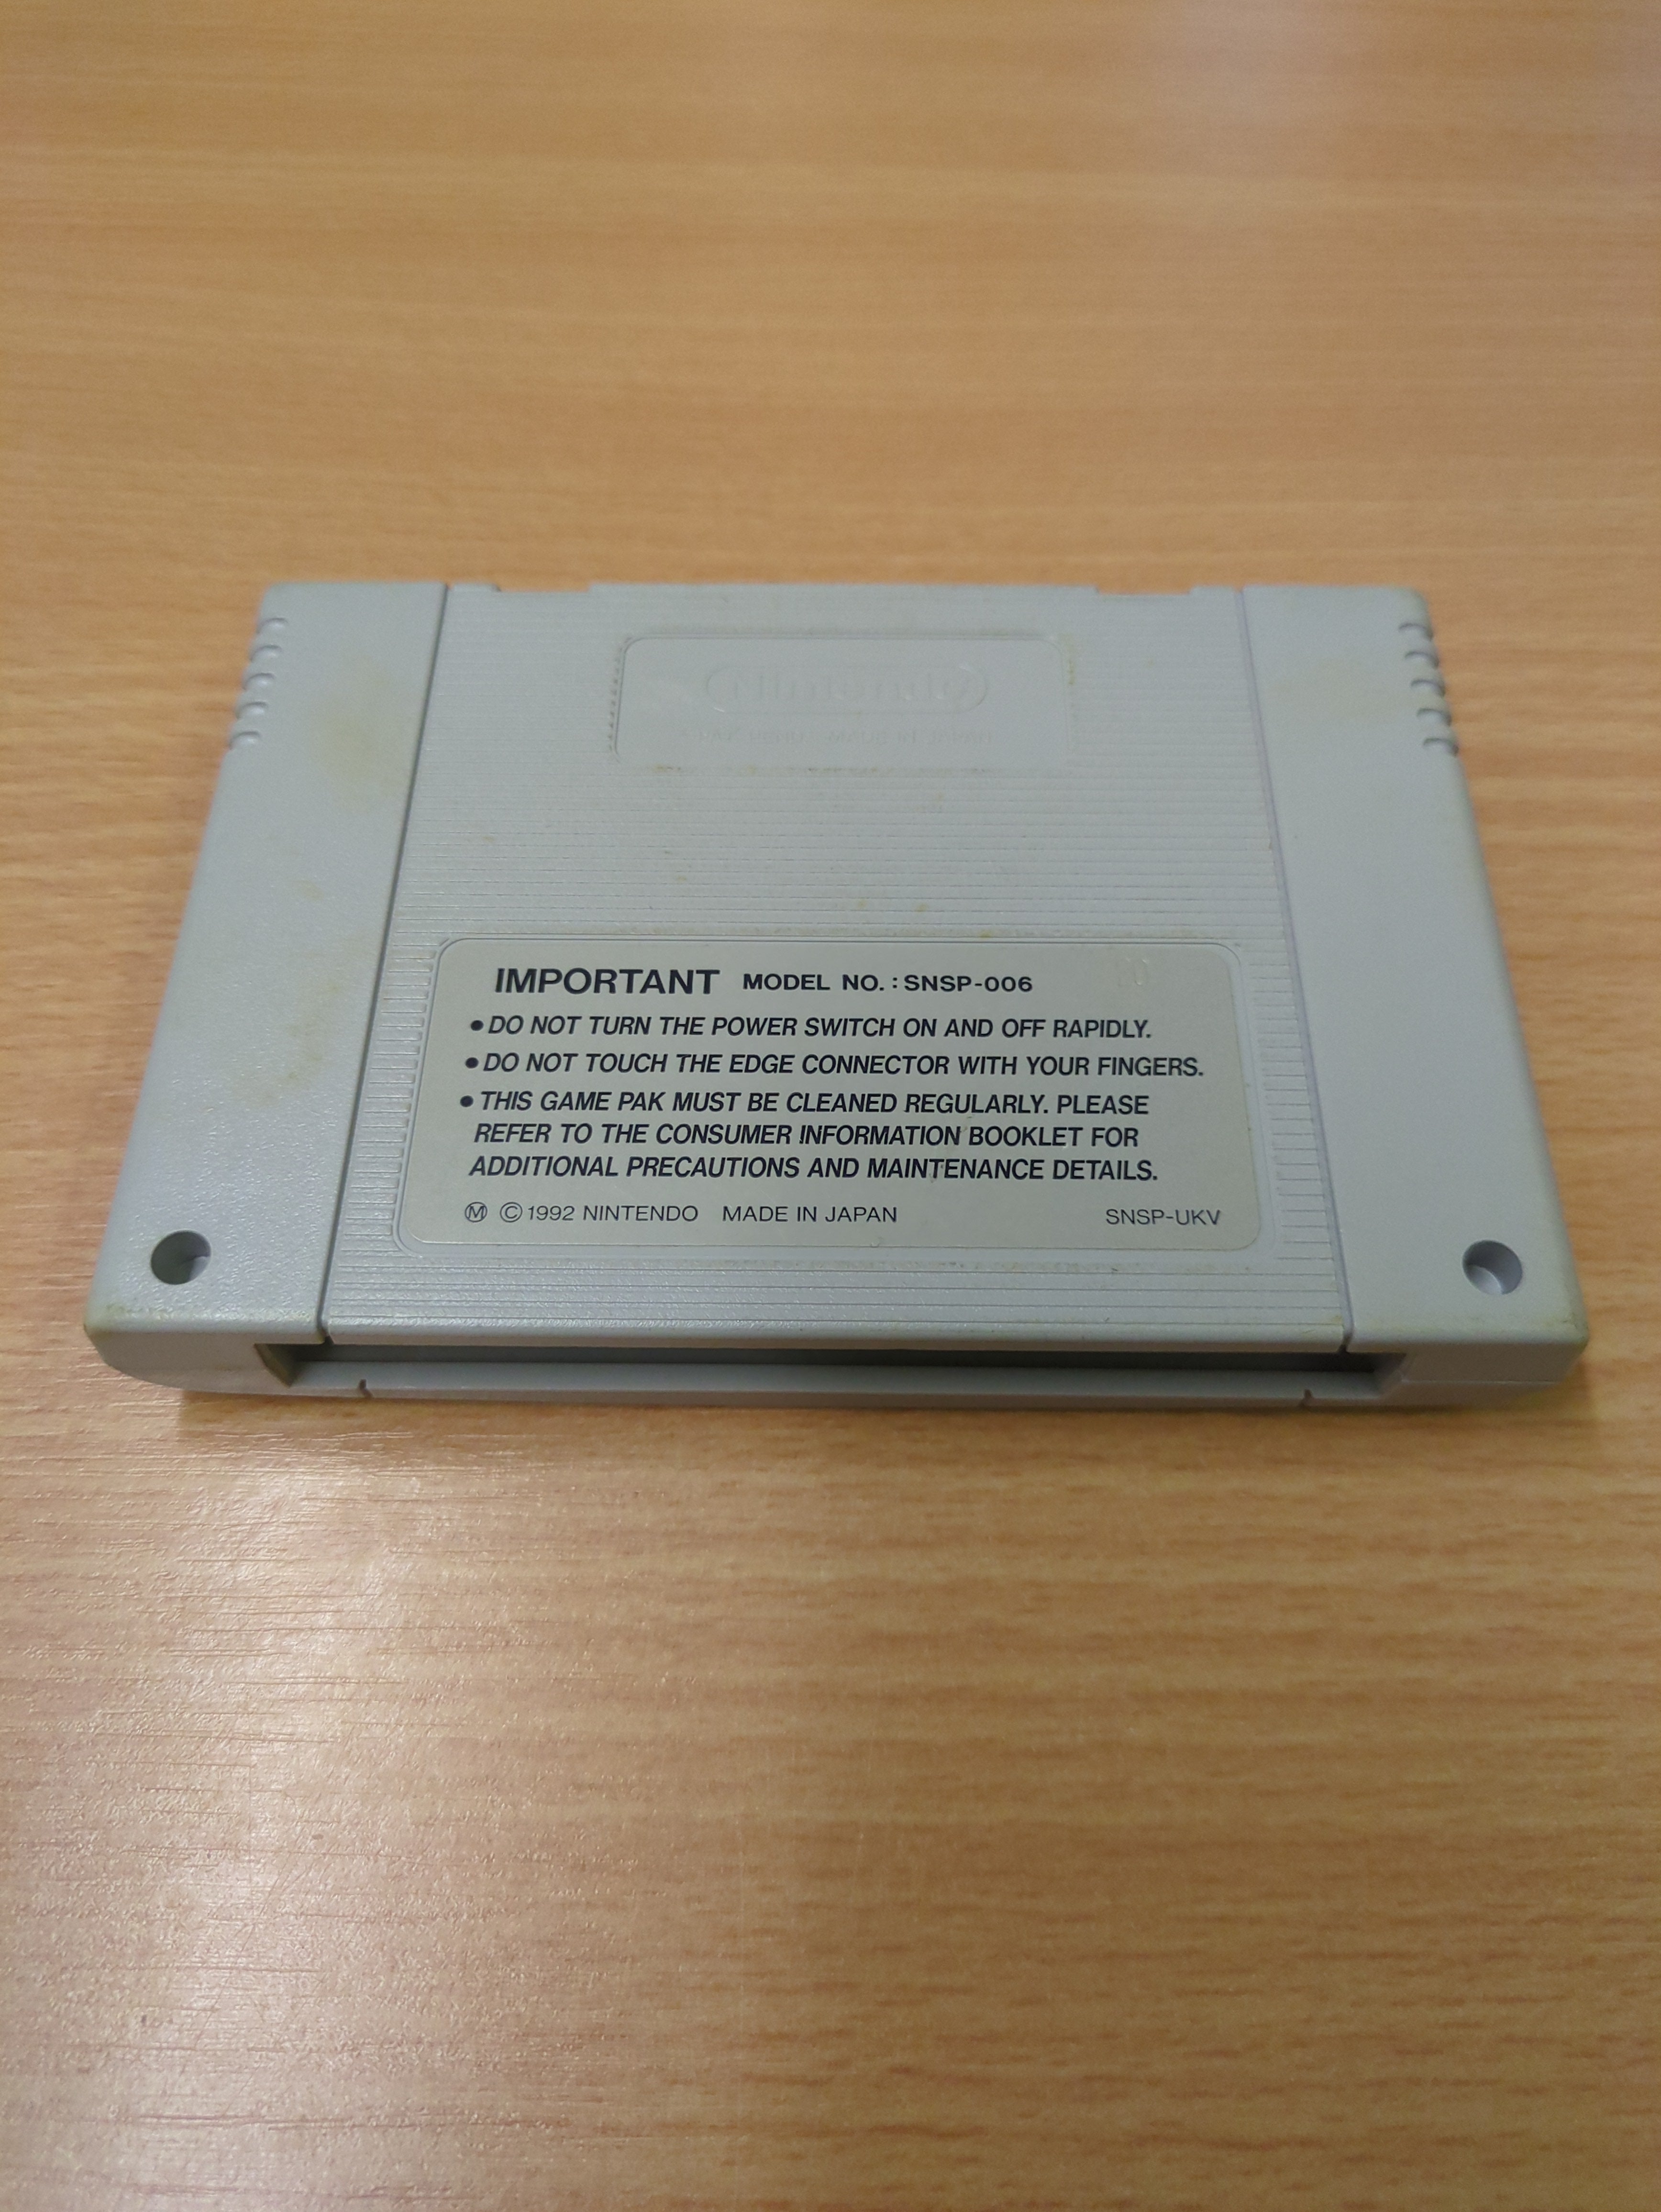 Nintendo
IMPORTANT MODEL NO. : SNSP-006
● DO NOT TURN THE POWER SWITCH ON AND OFF RAPIDLY.
● DO NOT TOUCH THE EDGE CONNECTOR WITH YOUR FINGERS.
● THIS GAME PAK MUST BE CLEANED REGULARLY. PLEASE
REFER TO THE CONSUMER INFORMATION BOOKLET FOR
ADDITIONAL PRECAUTIONS AND MAINTENANCE DETAILS.
Ⓜ © 1992 NINTENDO MADE IN JAPAN SNSP-UKV